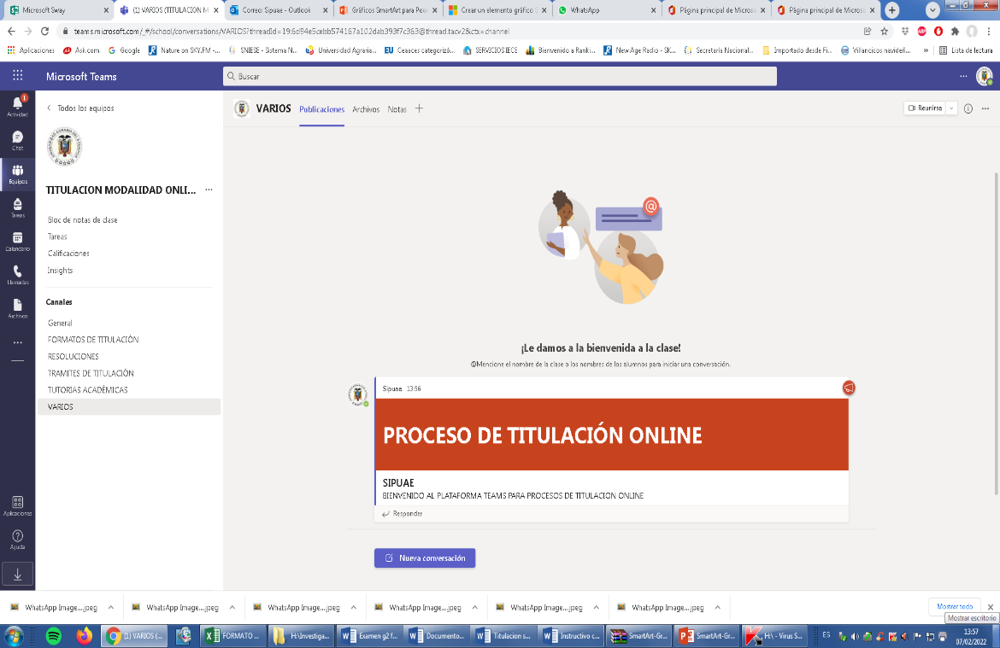 Microsoft Sway
(1) VARIOS (TITULACION M
Correo: Sipuae - Outlook
Gráficos SmartArt para Pow
Crear un elemento gráfico S
WhatsApp
Página principal de Microso
Página principal de Microso
teams.microsoft.com/_#/school/conversations/VARIOS?threadId=19:6d94e5cebb574167a102dab393f7c363@thread.tacv2&ctx=channel
Aplicaciones
Ask.com
Google
Nature on SKY.FM -...
SNIESE - Sistema N...
Universidad Agraria...
EU Ceaaces categorizó...
SERVICIOS IECE
Bienvenido a Ranki...
New Age Radio - SK...
Secretaría Nacional...
Importado desde Fi...
Villancicos navideñ...
»
Lista de lectura
Microsoft Teams
Buscar
Actividad
1
Chat
Equipos
Tareas
Calendario
Llamadas
Archivos
Aplicaciones
Ayuda
Todos los equipos
TITULACION MODALIDAD ONLI...
Bloc de notas de clase
Tareas
Calificaciones
Insights
Canales
General
FORMATOS DE TITULACIÓN
RESOLUCIONES
TRAMITES DE TITULACIÓN
TUTORIAS ACADÉMICAS
VARIOS
VARIOS
Publicaciones
Archivos
Notas
Reunirse
@
¡Le damos a la bienvenida a la clase!
@Mencione el nombre de la clase o los nombres de los alumnos para iniciar una conversación.
Sipuae 13:56
PROCESO DE TITULACIÓN ONLINE
SIPUAE
BIENVENIDO AL PLATAFORMA TEAMS PARA PROCESOS DE TITULACION ONLINE
Responder
Nueva conversación
WhatsApp Image....jpeg
WhatsApp Image....jpeg
WhatsApp Image....jpeg
WhatsApp Image....jpeg
WhatsApp Image....jpeg
WhatsApp Image....jpeg
Mostrar todo
Mostrar escritorio
(1) VARIOS (...
FORMATO ...
H:\Investiga...
Examen g2 f...
Documento...
Titulacion s...
Instructivo c...
SmartArt-Gr...
SmartArt-Gr...
H:\ - Virus S...
ES
13:57
07/02/2022